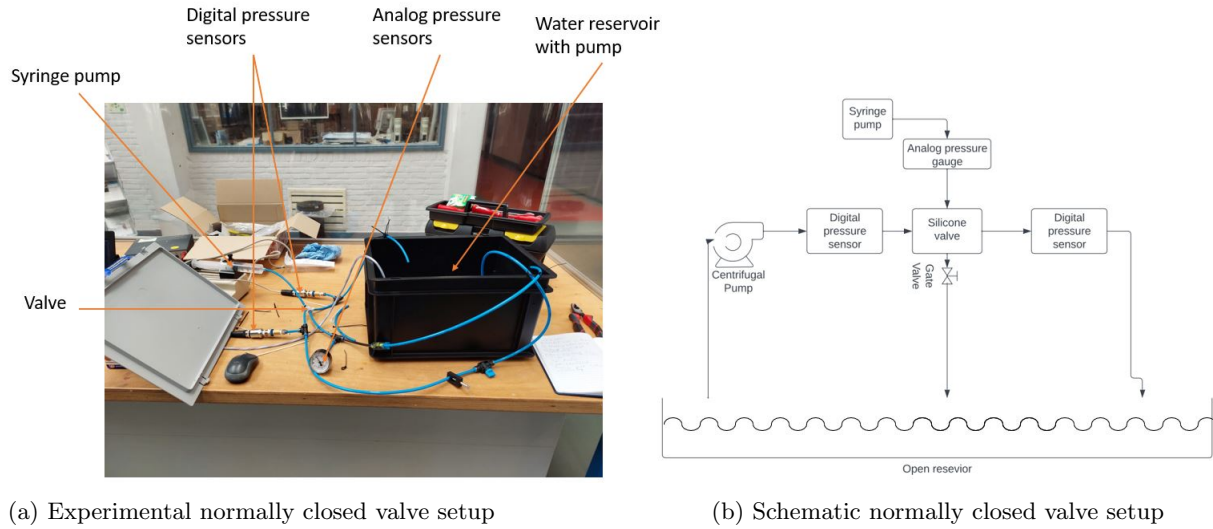 Digital pressure
sensors
Analog pressure
sensors
Water reservoir
with pump
Syringe pump
Valve
Syringe
pump
Analog pressure
gauge
Digital
pressure
sensor
Silicone
valve
Digital
pressure
sensor
Centrifugal
Pump
Gate
Valve
Open resevior
(a) Experimental normally closed valve setup
(b) Schematic normally closed valve setup